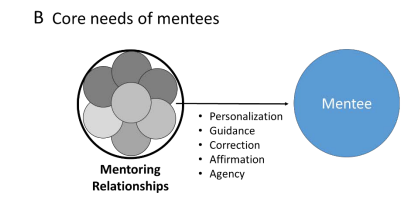 B Core needs of mentees
Mentee
• Personalization
• Guidance
• Correction
• Affirmation
• Agency
Mentoring
Relationships